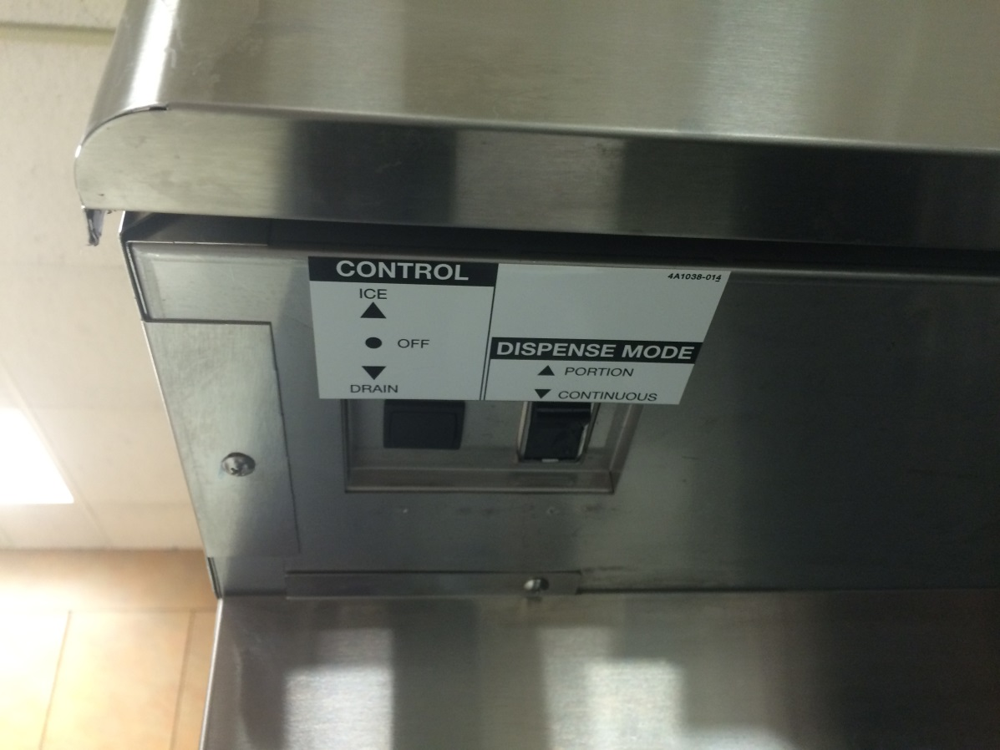 CONTROL
ICE
▲
● OFF
▼
DRAIN
4A1038-014
DISPENSE MODE
▲ PORTION
▼ CONTINUOUS